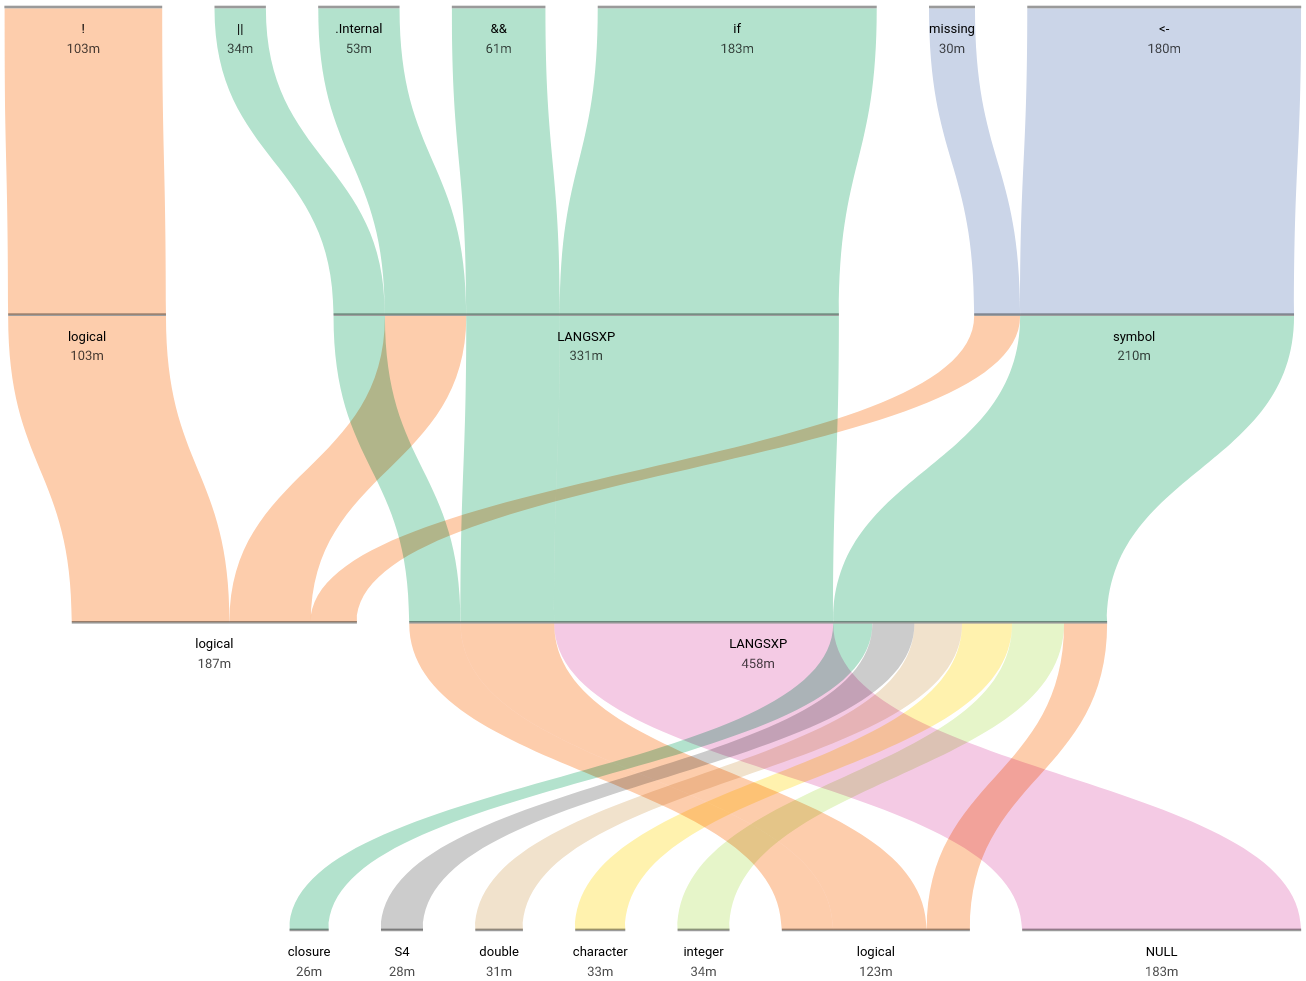 !
103m
||
34m
.Internal
53m
&&
61m
if
183m
missing
30m
<-
180m
logical
103m
LANGSXP
331m
symbol
210m
logical
187m
LANGSXP
458m
closure
26m
S4
28m
double
31m
character
33m
integer
34m
logical
123m
NULL
183m